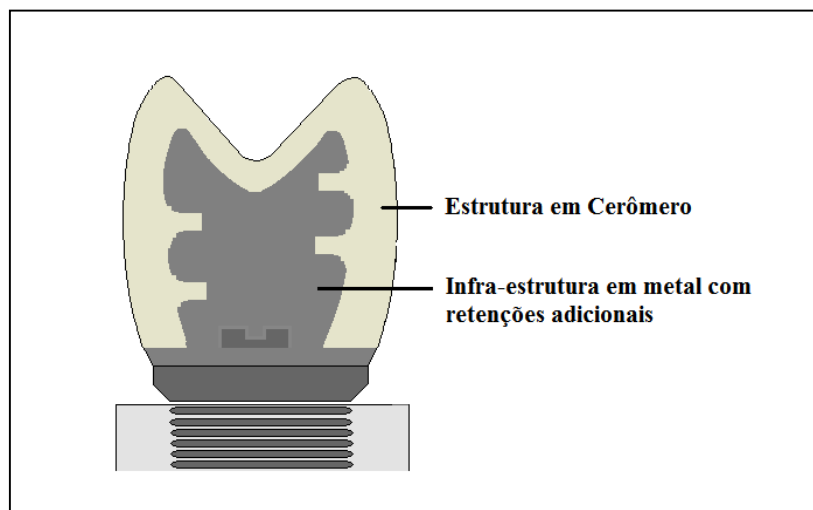 Estrutura em Cerômero
Infra-estrutura em metal com
retenções adicionais